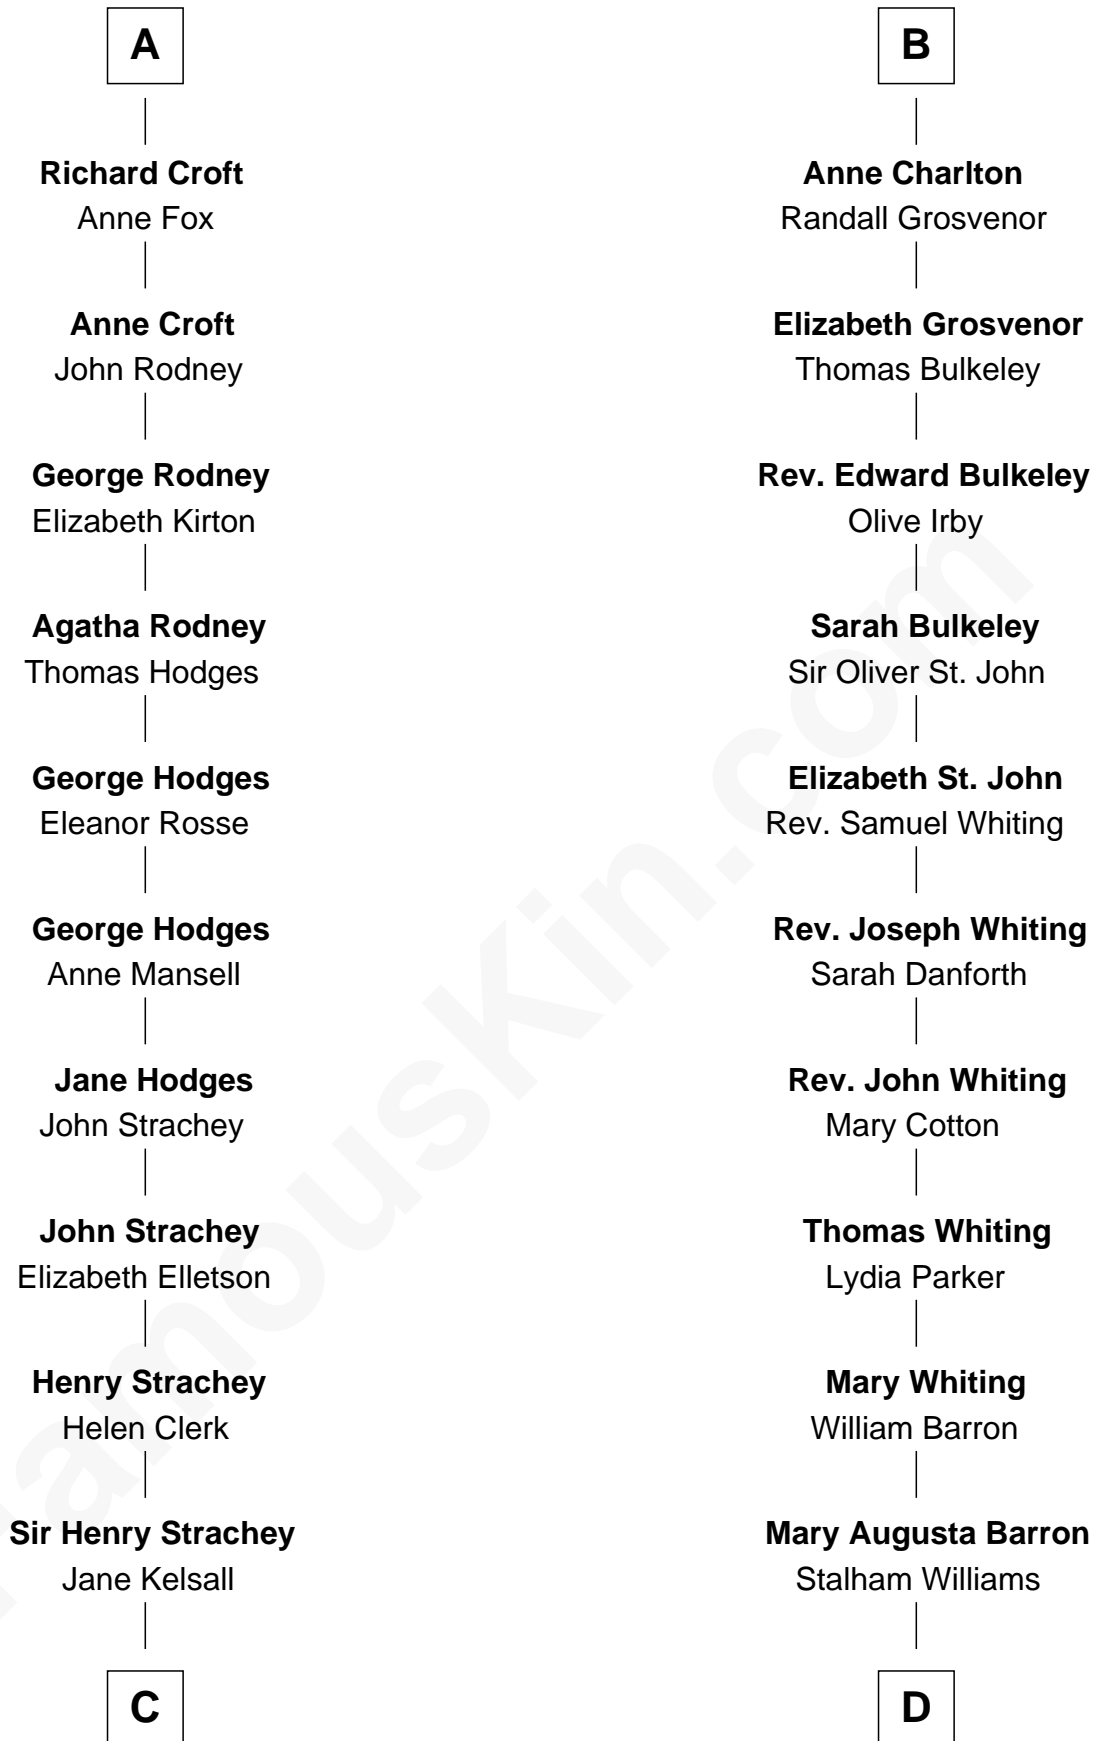 A
Richard Croft
Anne Fox
Anne Croft
John Rodney
George Rodney
Elizabeth Kirton
Agatha Rodney
Thomas Hodges
George Hodges
Eleanor Rosse
George Hodges
Anne Mansell
Jane Hodges
John Strachey
John Strachey
Elizabeth Elletson
Henry Strachey
Helen Clerk
Sir Henry Strachey
Jane Kelsall
C
B
Anne Charlton
Randall Grosvenor
Elizabeth Grosvenor
Thomas Bulkeley
Rev. Edward Bulkeley
Olive Irby
Sarah Bulkeley
Sir Oliver St. John
Elizabeth St. John
Rev. Samuel Whiting
Rev. Joseph Whiting
Sarah Danforth
Rev. John Whiting
Mary Cotton
Thomas Whiting
Lydia Parker
Mary Whiting
William Barron
Mary Augusta Barron
Stalham Williams
D
FamousKin.com